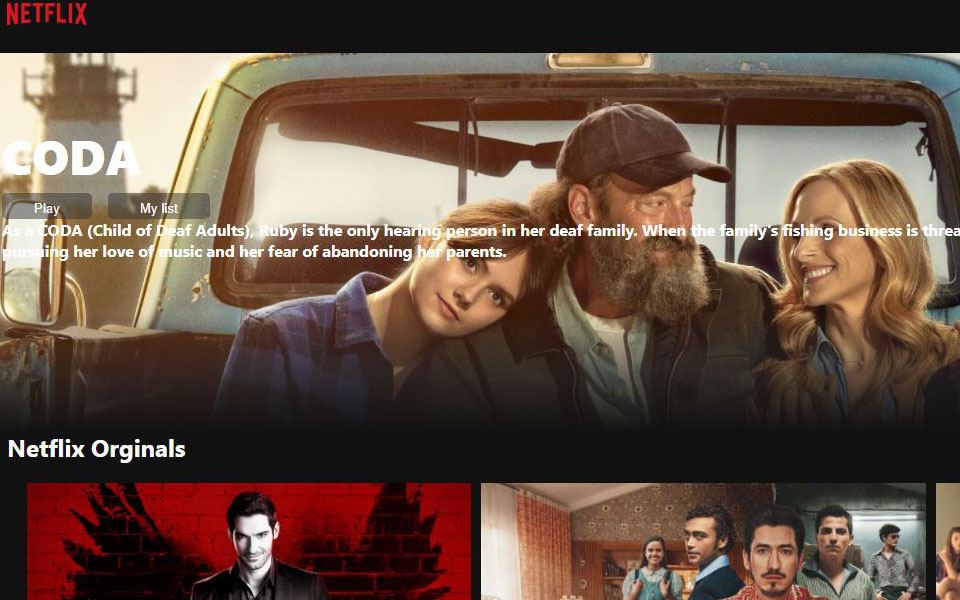 NETFLIX
CODA
Play My list
As a CODA (Child of Deaf Adults), Ruby is the only hearing person in her deaf family. When the family's fishing business is
pursuing her love of music and her fear of abandoning her parents.
Netflix Orginals